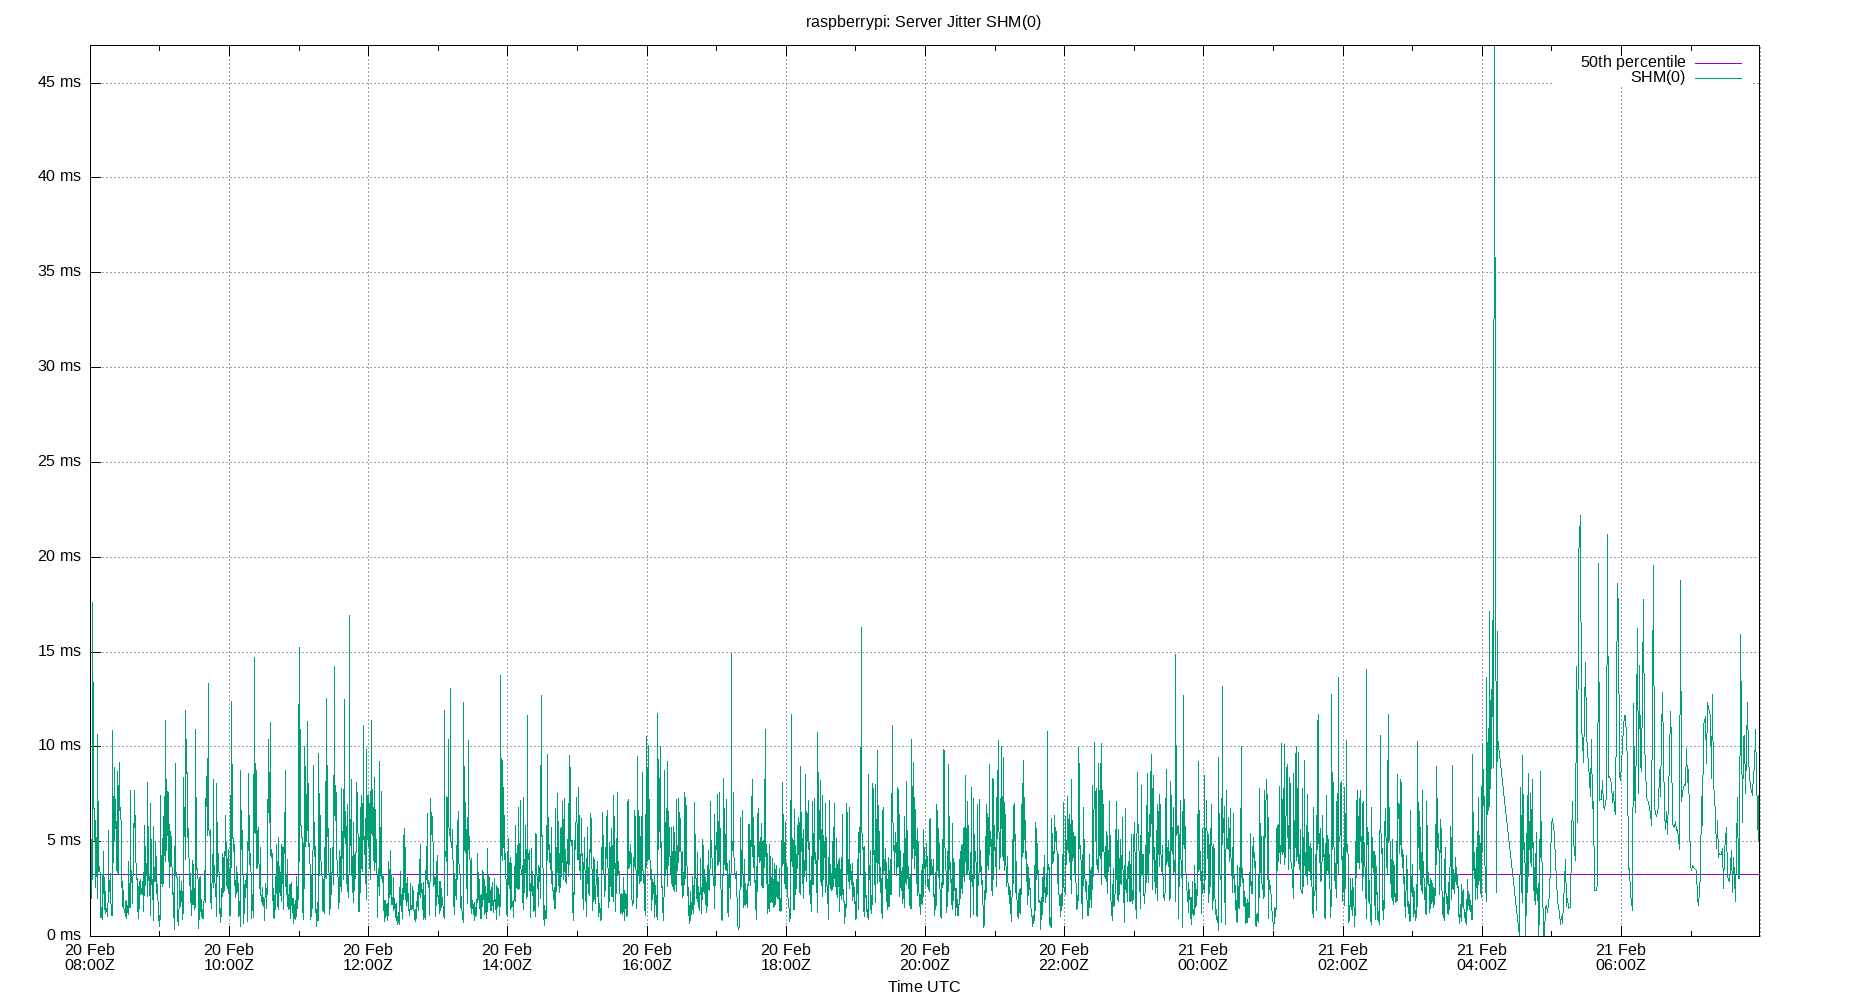 raspberrypi: Server Jitter SHM(0)
50th percentile
SHM(0)
45 ms
40 ms
35 ms
30 ms
25 ms
20 ms
15 ms
10 ms
5 ms
0 ms
20 Feb 20 Feb 20 Feb 20 Feb 20 Feb 20 Feb 20 Feb 20 Feb 21 Feb 21 Feb 21 Feb 21 Feb
08:00Z 10:00Z 12:00Z 14:00Z 16:00Z 18:00Z 20:00Z 22:00Z 00:00Z 02:00Z 04:00Z 06:00Z
Time UTC